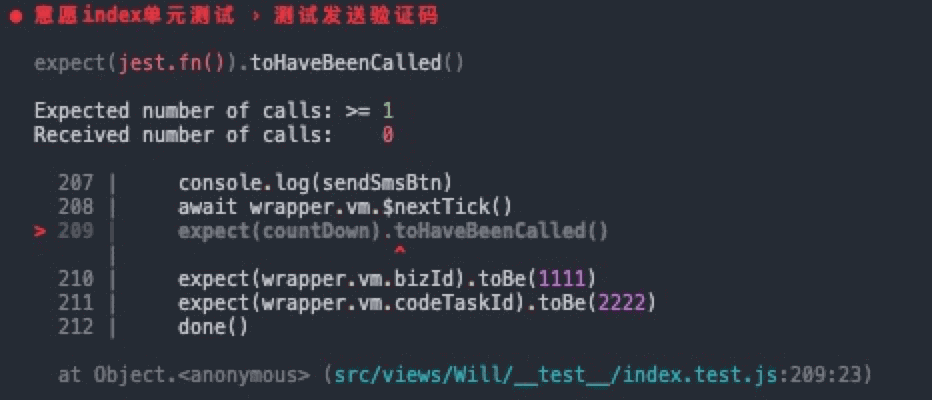 ● 意愿index单元测试 › 测试发送验证码
expect(jest.fn()).toHaveBeenCalled()
Expected number of calls: >= 1
Received number of calls:    0
207 |     console.log(sendSmsBtn)
208 |     await wrapper.vm.$nextTick()
> 209 |     expect(countDown).toHaveBeenCalled()
|                       ^
210 |     expect(wrapper.vm.bizId).toBe(1111)
211 |     expect(wrapper.vm.codeTaskId).toBe(2222)
212 |     done()
at Object.<anonymous> (src/views/Will/__test__/index.test.js:209:23)